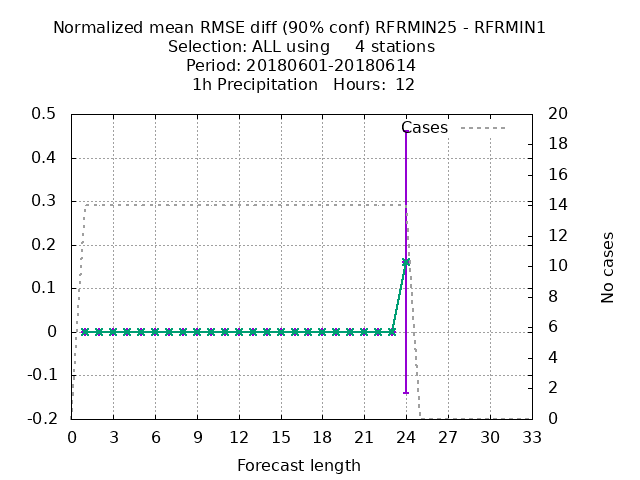 Normalized mean RMSE diff (90% conf) RFRMIN25 - RFRMIN1
Selection: ALL using     4 stations
Period: 20180601-20180614
1h Precipitation   Hours:  12
0.5
0.4
0.3
0.2
0.1
0
-0.1
-0.2
Cases
20
18
16
14
12
10
8
6
4
2
0
No cases
0 3 6 9 12 15 18 21 24 27 30 33
Forecast length